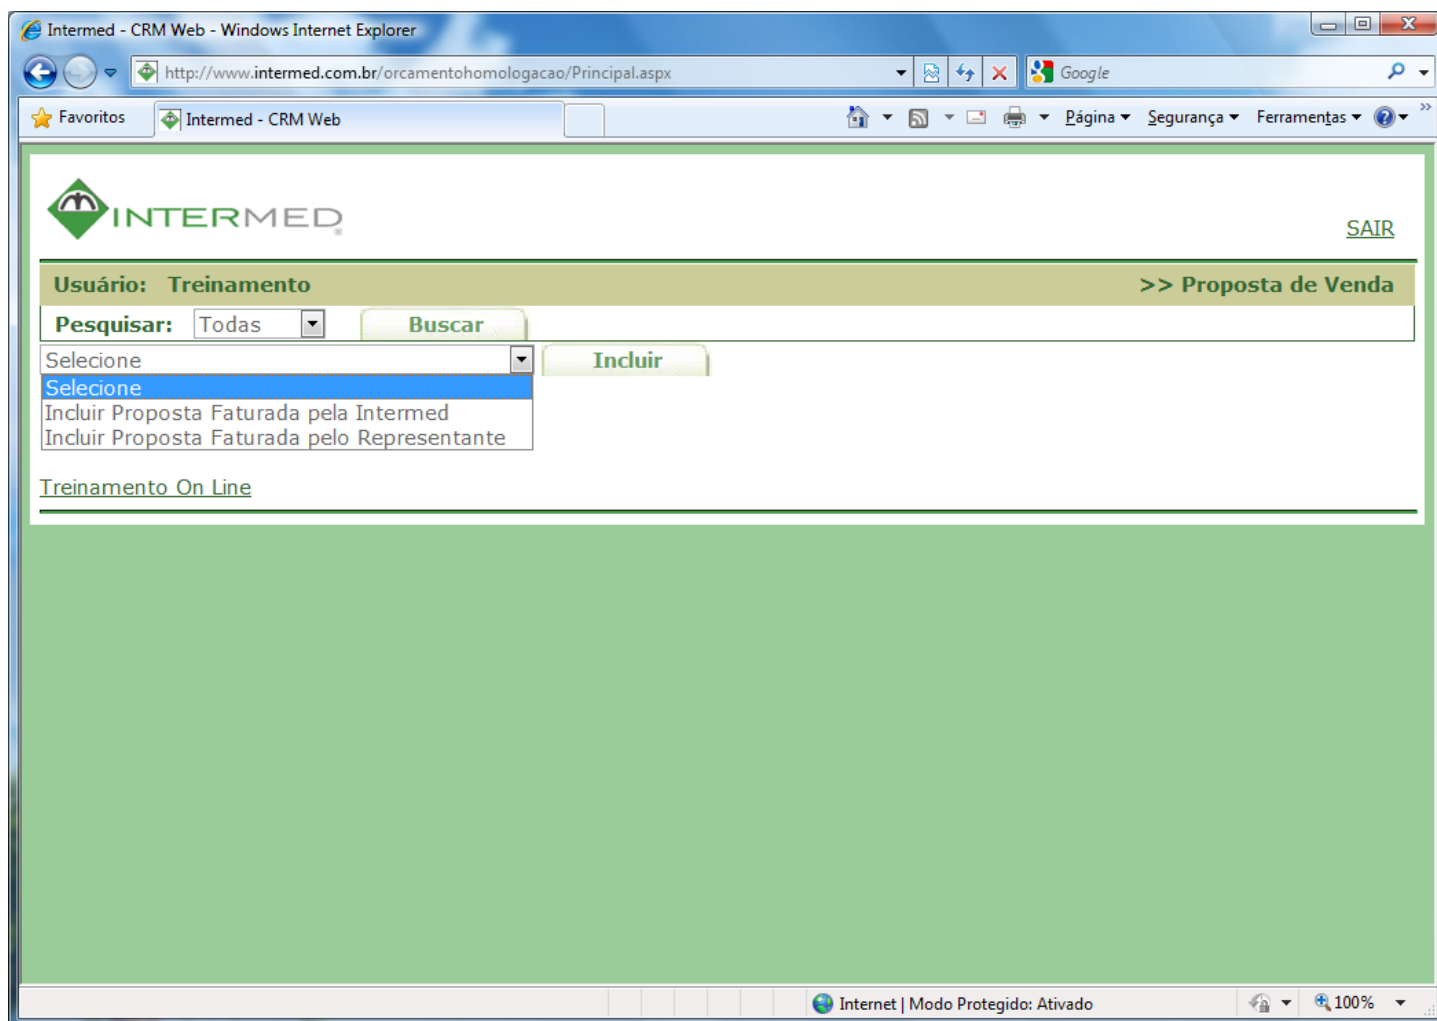 Intermed - CRM Web - Windows Internet Explorer
http://www.intermed.com.br/orcamentohomologacao/Principal.aspx
Google
Favoritos
Intermed - CRM Web
Página
Segurança
Ferramentas
INTERMED
SAIR
Usuário: Treinamento
>> Proposta de Venda
Pesquisar: Todas
Buscar
Selecione
Incluir
Selecione
Incluir Proposta Faturada pela Intermed
Incluir Proposta Faturada pelo Representante
Treinamento On Line
Internet | Modo Protegido: Ativado
100%